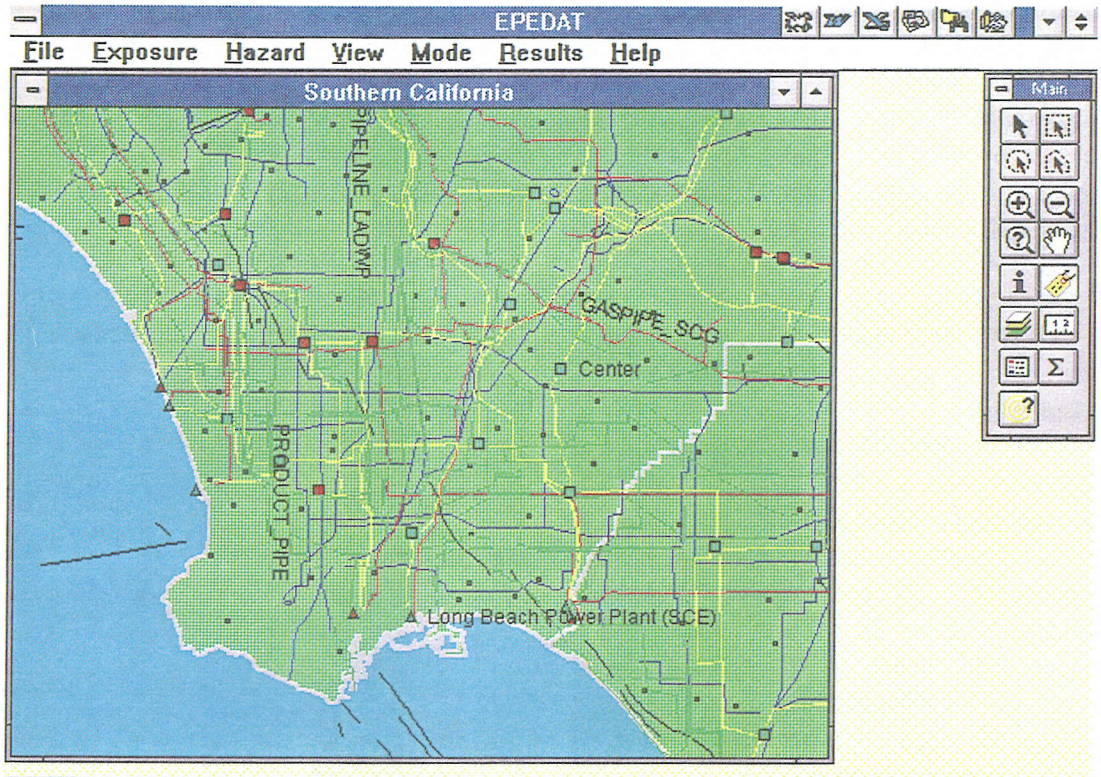 EPEDAT
File Exposure Hazard View Mode Results Help
Southern California
Main
PIPELINE_LADWP
GASPIPE_SCG
Center
PRODUCT_PIPE
Long Beach Power Plant (SCE)